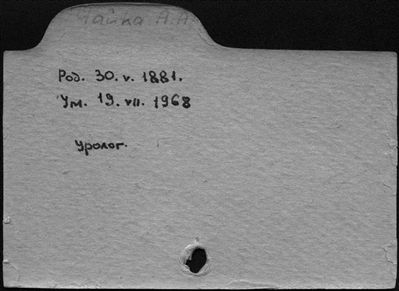 Чайка А.А.
Род. 30. v. 1881.
Ум. 19. vii. 1968
Уролог.